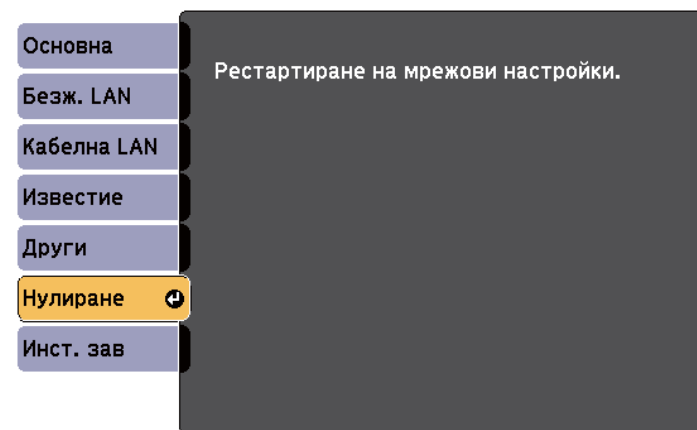 Основна
Безж. LAN
Кабелна LAN
Известие
Други
Нулиране
Инст. зав
Рестартиране на мрежови настройки.